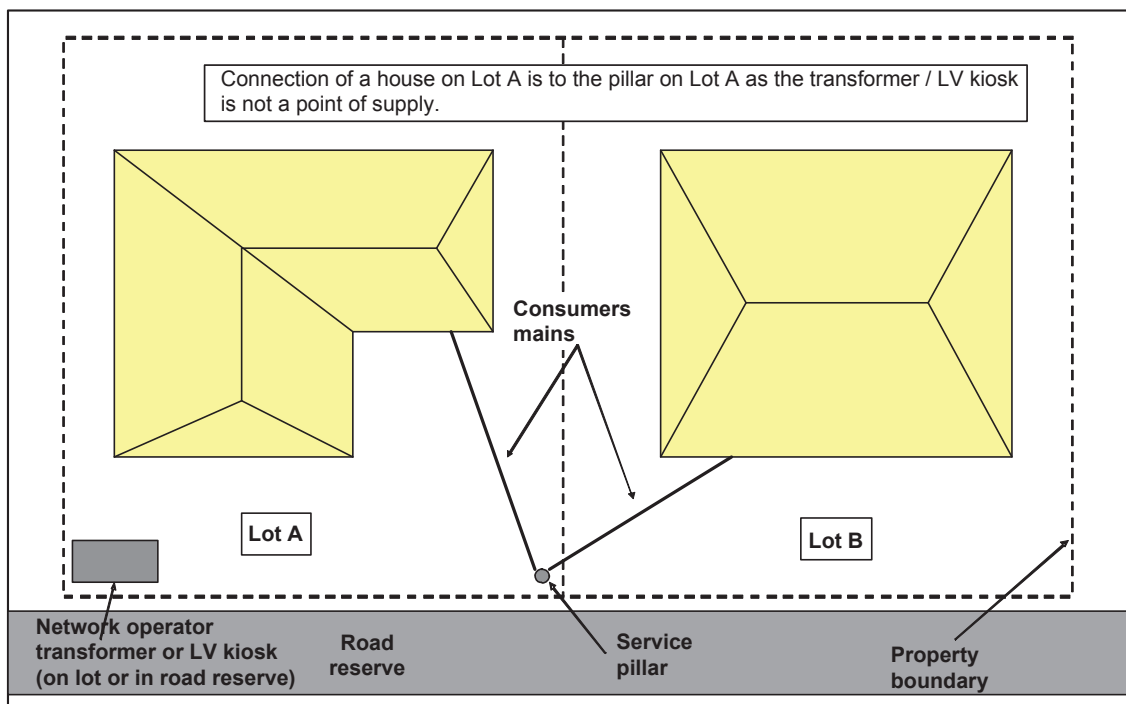 Connection of a house on Lot A is to the pillar on Lot A as the transformer / LV kiosk
is not a point of supply.
Consumers
mains
Lot A
Lot B
Network operator
transformer or LV kiosk
(on lot or in road reserve)
Road
reserve
Service
pillar
Property
boundary